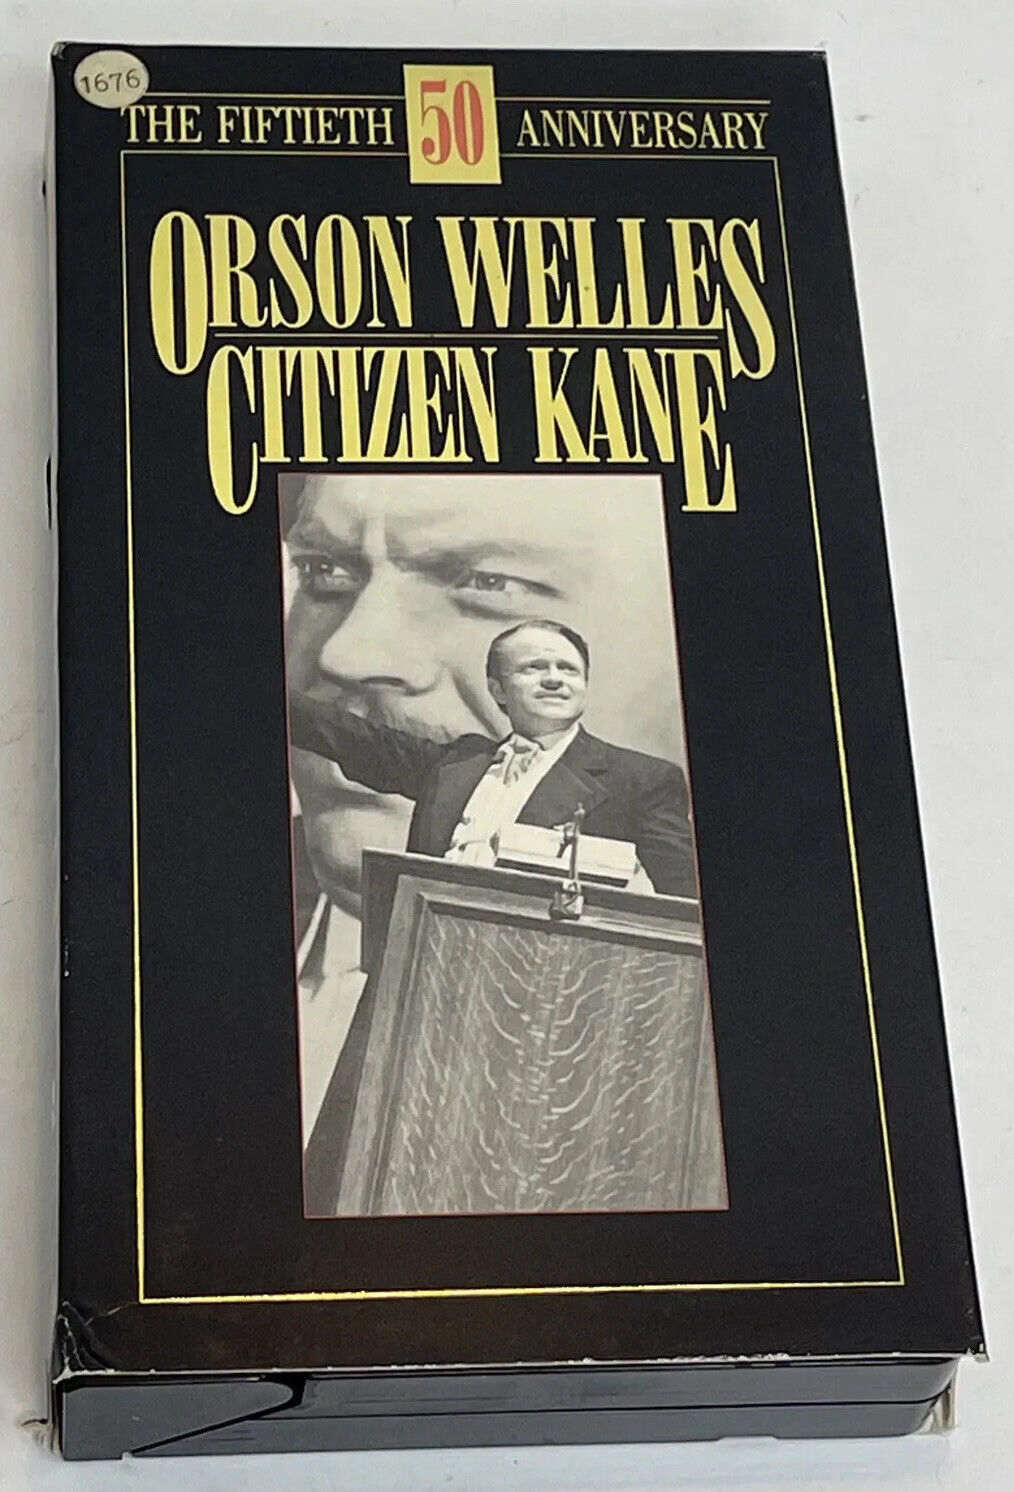 1676
THE FIFTIETH 50 ANNIVERSARY
ORSON WELLES
CITIZEN KANE